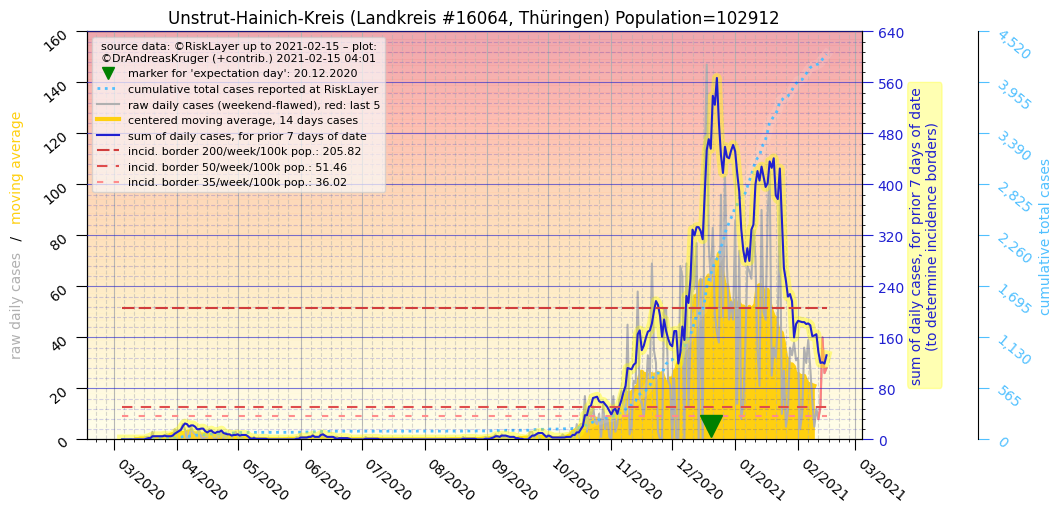 Unstrut-Hainich-Kreis (Landkreis #16064, Thüringen) Population=102912
source data: ©RiskLayer up to 2021-02-15 – plot:
©DrAndreasKruger (+contrib.) 2021-02-15 04:01
marker for 'expectation day': 20.12.2020
cumulative total cases reported at RiskLayer
raw daily cases (weekend-flawed), red: last 5
centered moving average, 14 days cases
sum of daily cases, for prior 7 days of date
incid. border 200/week/100k pop.: 205.82
incid. border 50/week/100k pop.: 51.46
incid. border 35/week/100k pop.: 36.02
raw daily cases / moving average
160
140
120
100
80
60
40
20
0
03/2020
04/2020
05/2020
06/2020
07/2020
08/2020
09/2020
10/2020
11/2020
12/2020
01/2021
02/2021
03/2021
640
560
480
400
320
240
160
80
0
sum of daily cases, for prior 7 days of date
(to determine incidence borders)
4,520
3,955
3,390
2,825
2,260
1,695
1,130
565
0
cumulative total cases